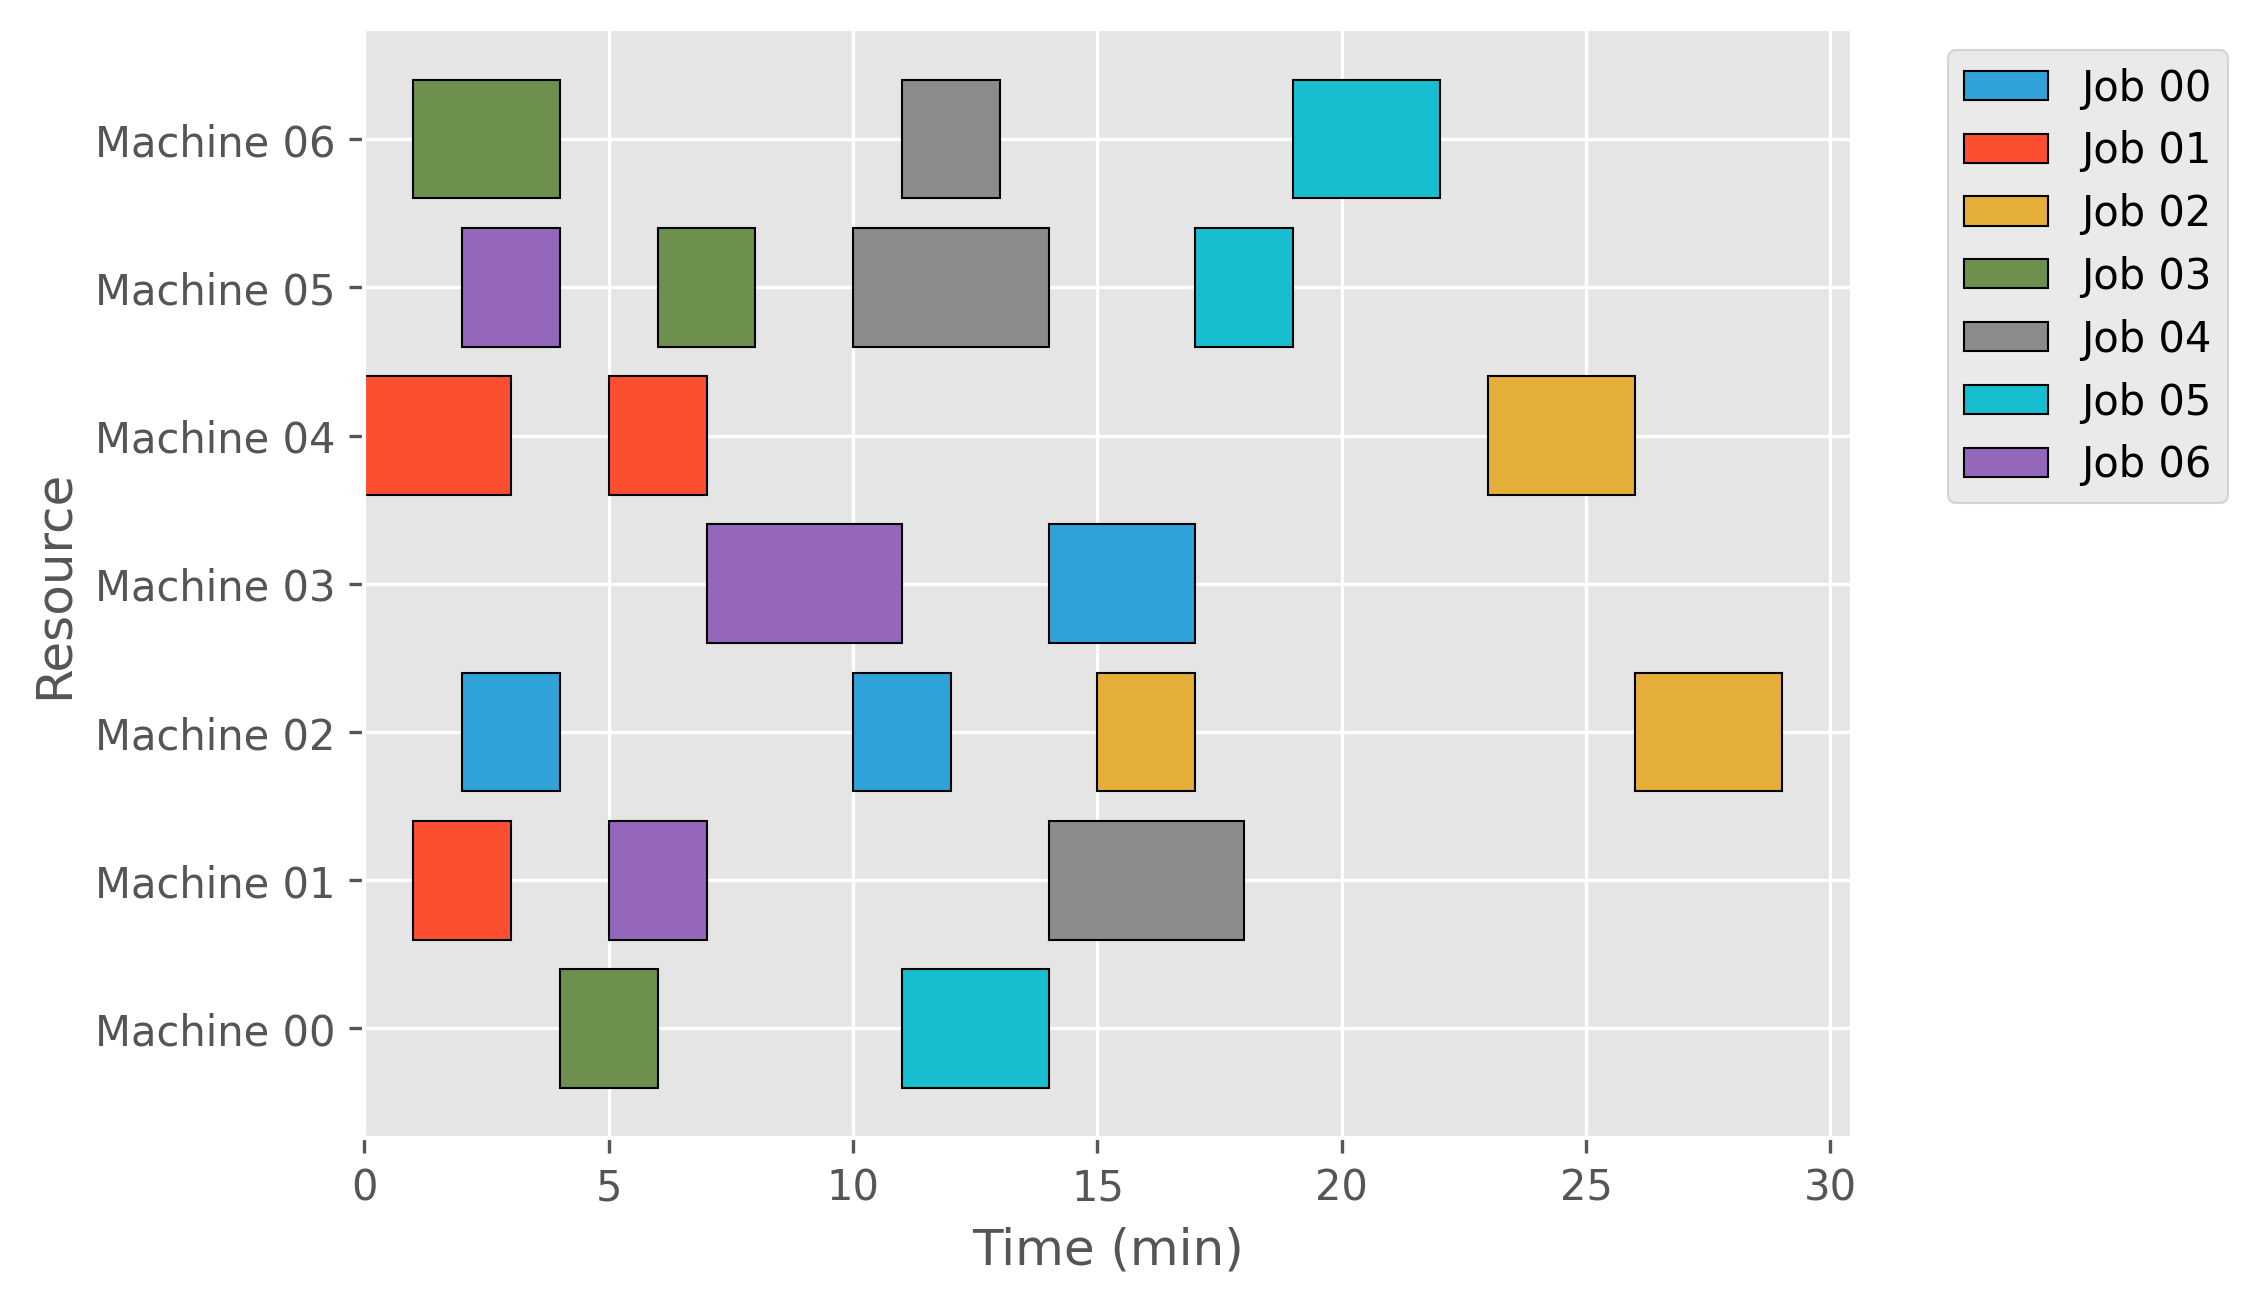 Machine 06
Machine 05
Machine 04
Machine 03
Machine 02
Machine 01
Machine 00
Resource
0 5 10 15 20 25 30
Time (min)
Job 00
Job 01
Job 02
Job 03
Job 04
Job 05
Job 06